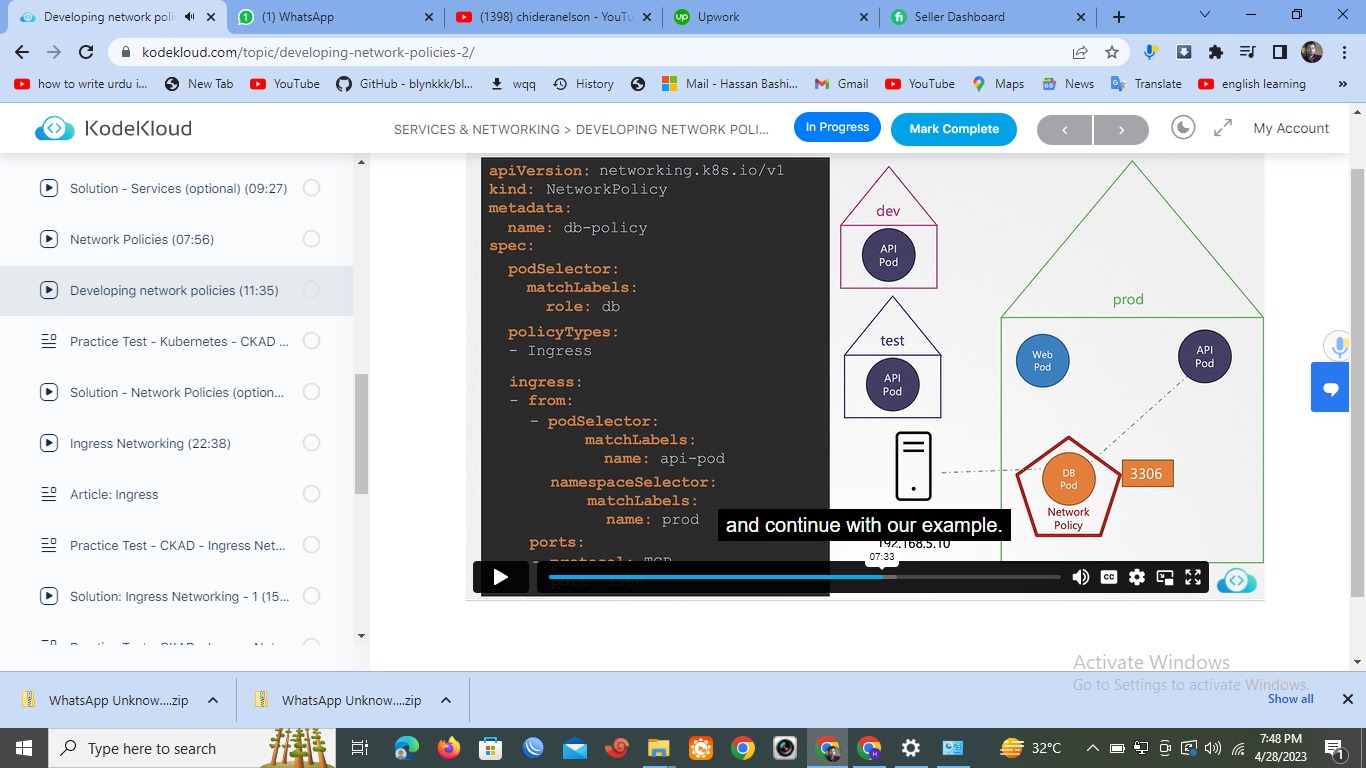 Developing network poli
(1) WhatsApp
(1398) chideranelson - YouTu
Upwork
Seller Dashboard
kodekloud.com/topic/developing-network-policies-2/
how to write urdu i...
New Tab
YouTube
GitHub - blynkkk/bl...
wqq
History
Mail - Hassan Bashi...
Gmail
YouTube
Maps
News
Translate
english learning
»
KodeKloud
SERVICES & NETWORKING > DEVELOPING NETWORK POLI...
In Progress
Mark Complete
My Account
Solution - Services (optional) (09:27)
Network Policies (07:56)
Developing network policies (11:35)
Practice Test - Kubernetes - CKAD ...
Solution - Network Policies (option...
Ingress Networking (22:38)
Article: Ingress
Practice Test - CKAD - Ingress Net...
Solution: Ingress Networking - 1 (15...
apiVersion: networking.k8s.io/v1
kind: NetworkPolicy
metadata:
name: db-policy
spec:
podSelector:
matchLabels:
role: db
policyTypes:
- Ingress
ingress:
- from:
- podSelector:
matchLabels:
name: api-pod
namespaceSelector:
matchLabels:
name: prod
ports:
- protocol: TCP
dev
API
Pod
test
API
Pod
prod
Web
Pod
API
Pod
DB
Pod
3306
Network
Policy
192.168.5.10
and continue with our example.
07:33
CC
Activate Windows
Go to Settings to activate Windows.
WhatsApp Unknow....zip
WhatsApp Unknow....zip
Show all
Type here to search
32°C
7:48 PM
4/28/2023
1